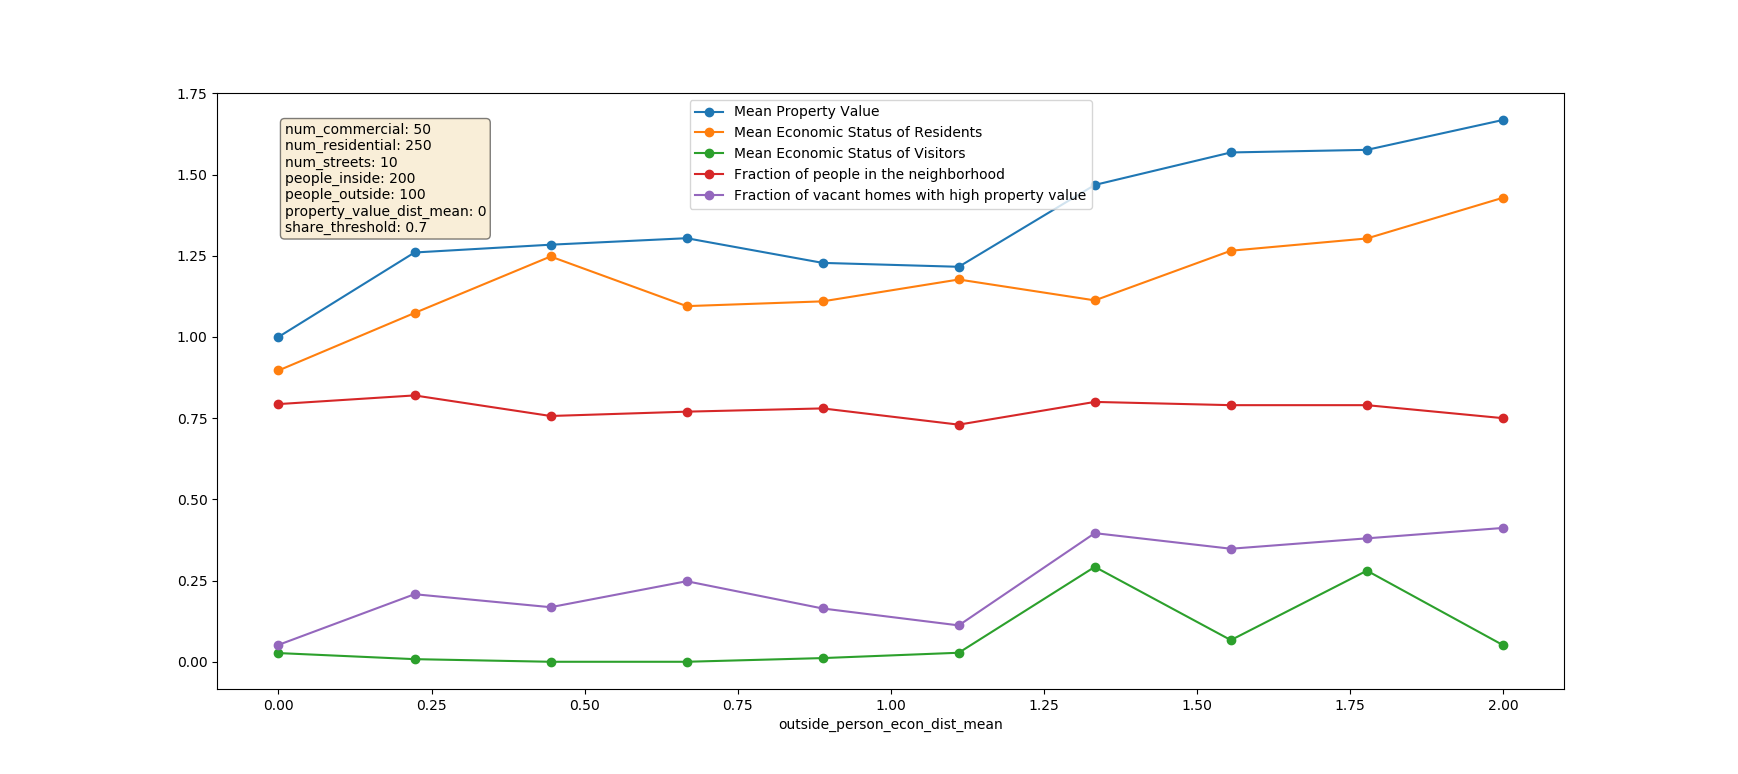 num_commercial: 50
num_residential: 250
num_streets: 10
people_inside: 200
people_outside: 100
property_value_dist_mean: 0
share_threshold: 0.7
Mean Property Value
Mean Economic Status of Residents
Mean Economic Status of Visitors
Fraction of people in the neighborhood
Fraction of vacant homes with high property value
1.75
1.50
1.25
1.00
0.75
0.50
0.25
0.00
0.00 0.25 0.50 0.75 1.00 1.25 1.50 1.75 2.00
outside_person_econ_dist_mean